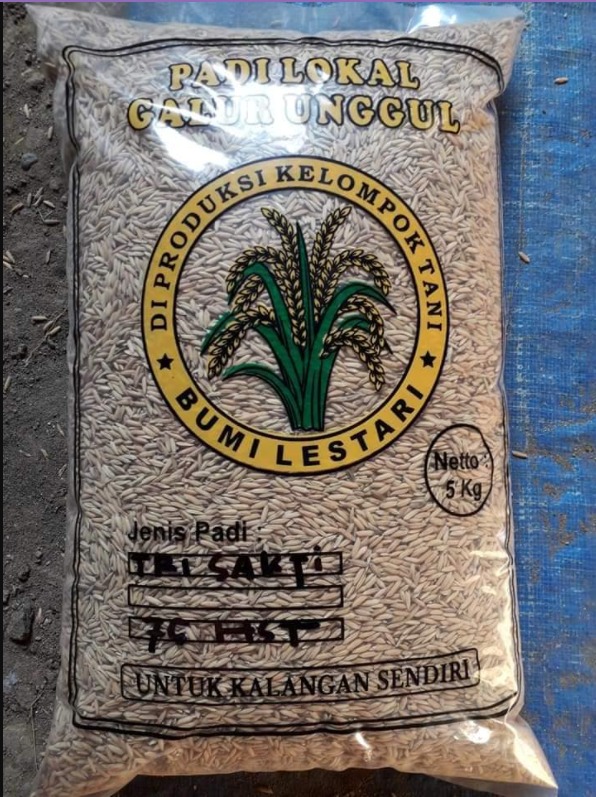 PADI LOKAL
GALUR UNGGUL
DI PRODUKSI KELOMPOK TANI
BUMI LESTARI
Netto :
5 Kg
Jenis Padi :
TRI SAKTi
HST
UNTUK KALANGAN SENDIRI